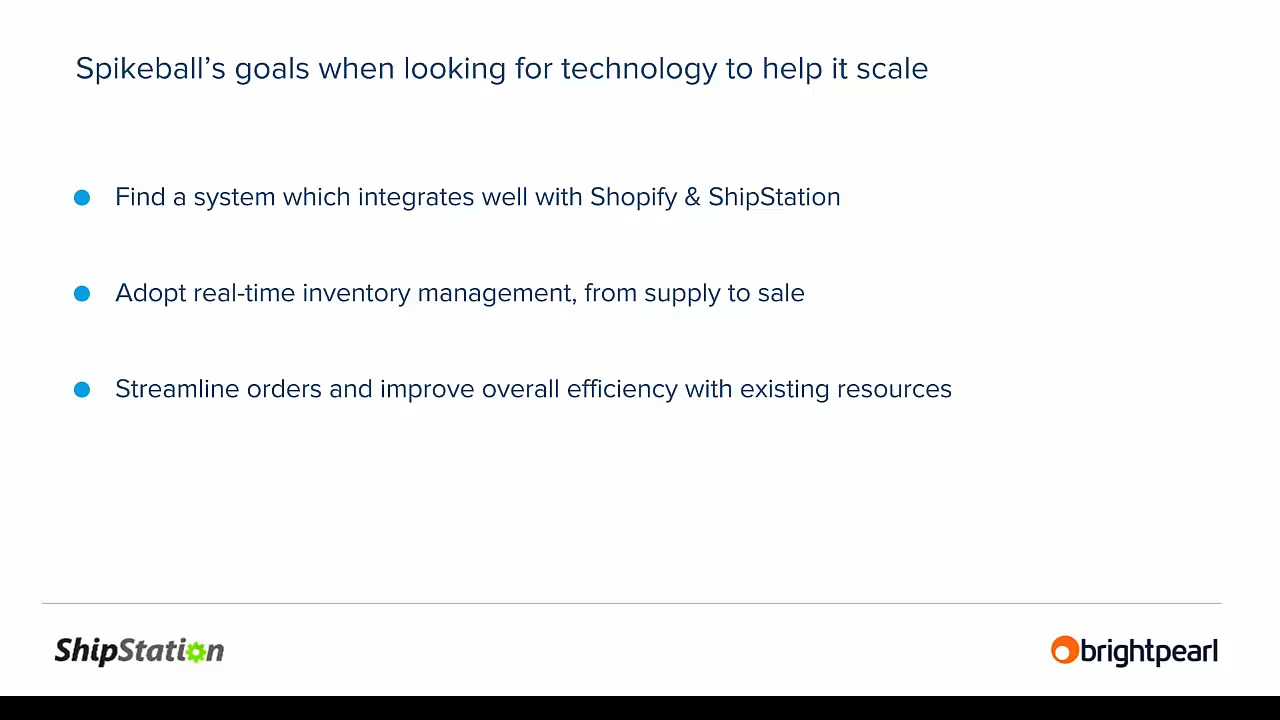 Spikeball’s goals when looking for technology to help it scale
Find a system which integrates well with Shopify & ShipStation
Adopt real-time inventory management, from supply to sale
Streamline orders and improve overall efficiency with existing resources
ShipStation
brightpearl